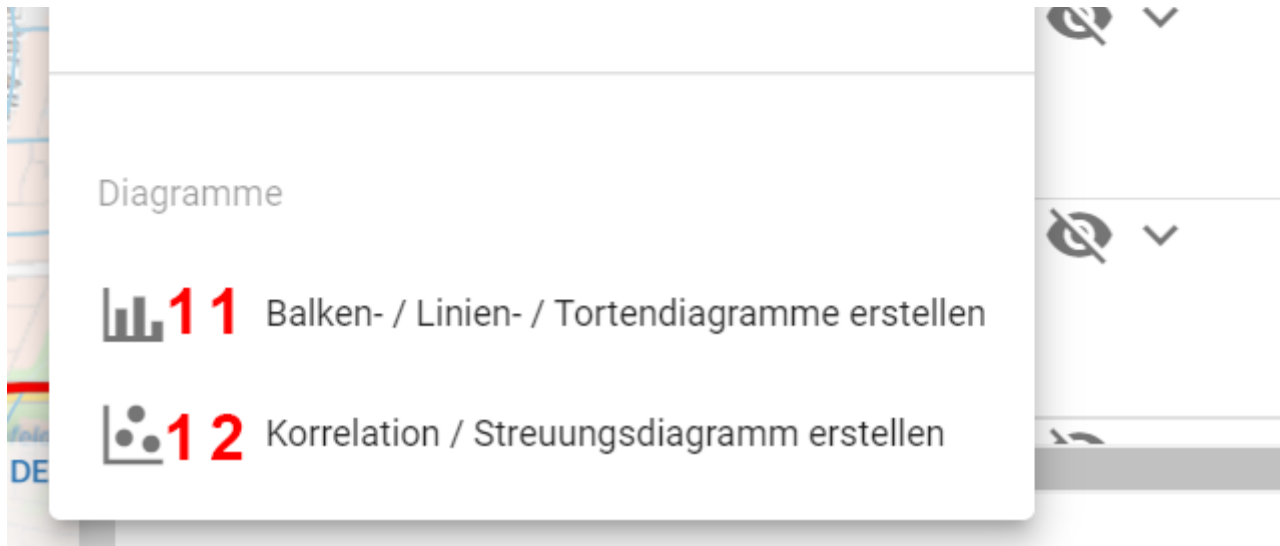 Diagramme
11 Balken- / Linien- / Tortendiagramme erstellen
12 Korrelation / Streuungsdiagramm erstellen
DE